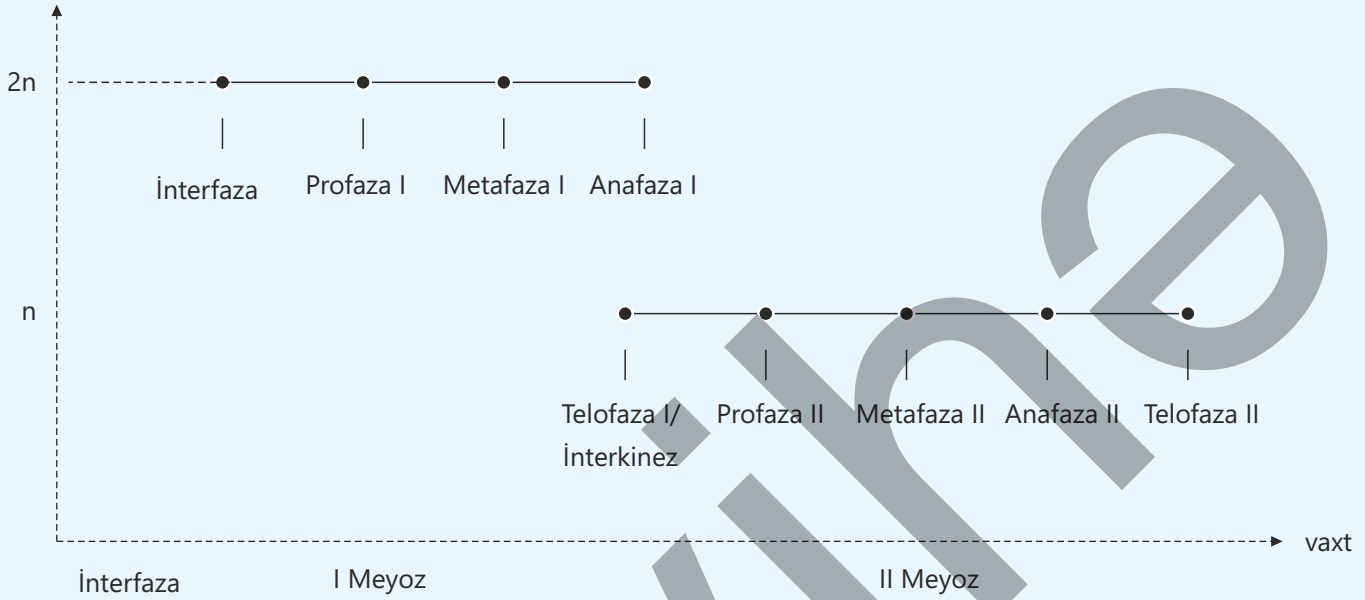 2n
İnterfaza Profaza I Metafaza I Anafaza I
n
Telofaza I/ Profaza II Metafaza II Anafaza II Telofaza II
İnterkinez
vaxt
İnterfaza I Meyoz II Meyoz